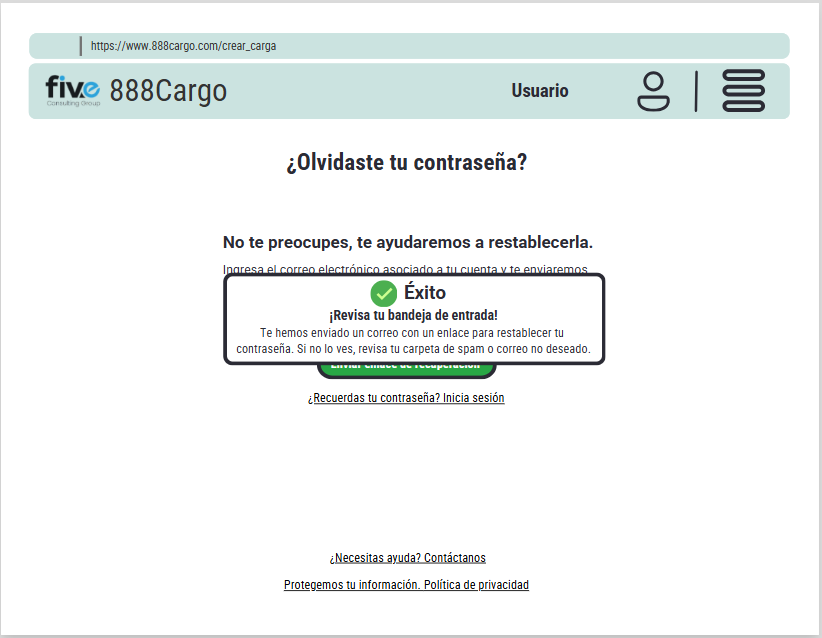 https://www.888cargo.com/crear_carga
five
Consulting Group
888Cargo
Usuario
¿Olvidaste tu contraseña?
No te preocupes, te ayudaremos a restablecerla.
Ingresa el correo electrónico asociado a tu cuenta y te enviaremos
Éxito
¡Revisa tu bandeja de entrada!
Te hemos enviado un correo con un enlace para restablecer tu
contraseña. Si no lo ves, revisa tu carpeta de spam o correo no deseado.
Enviar enlace de recuperación
¿Recuerdas tu contraseña? Inicia sesión
¿Necesitas ayuda? Contáctanos
Protegemos tu información. Política de privacidad